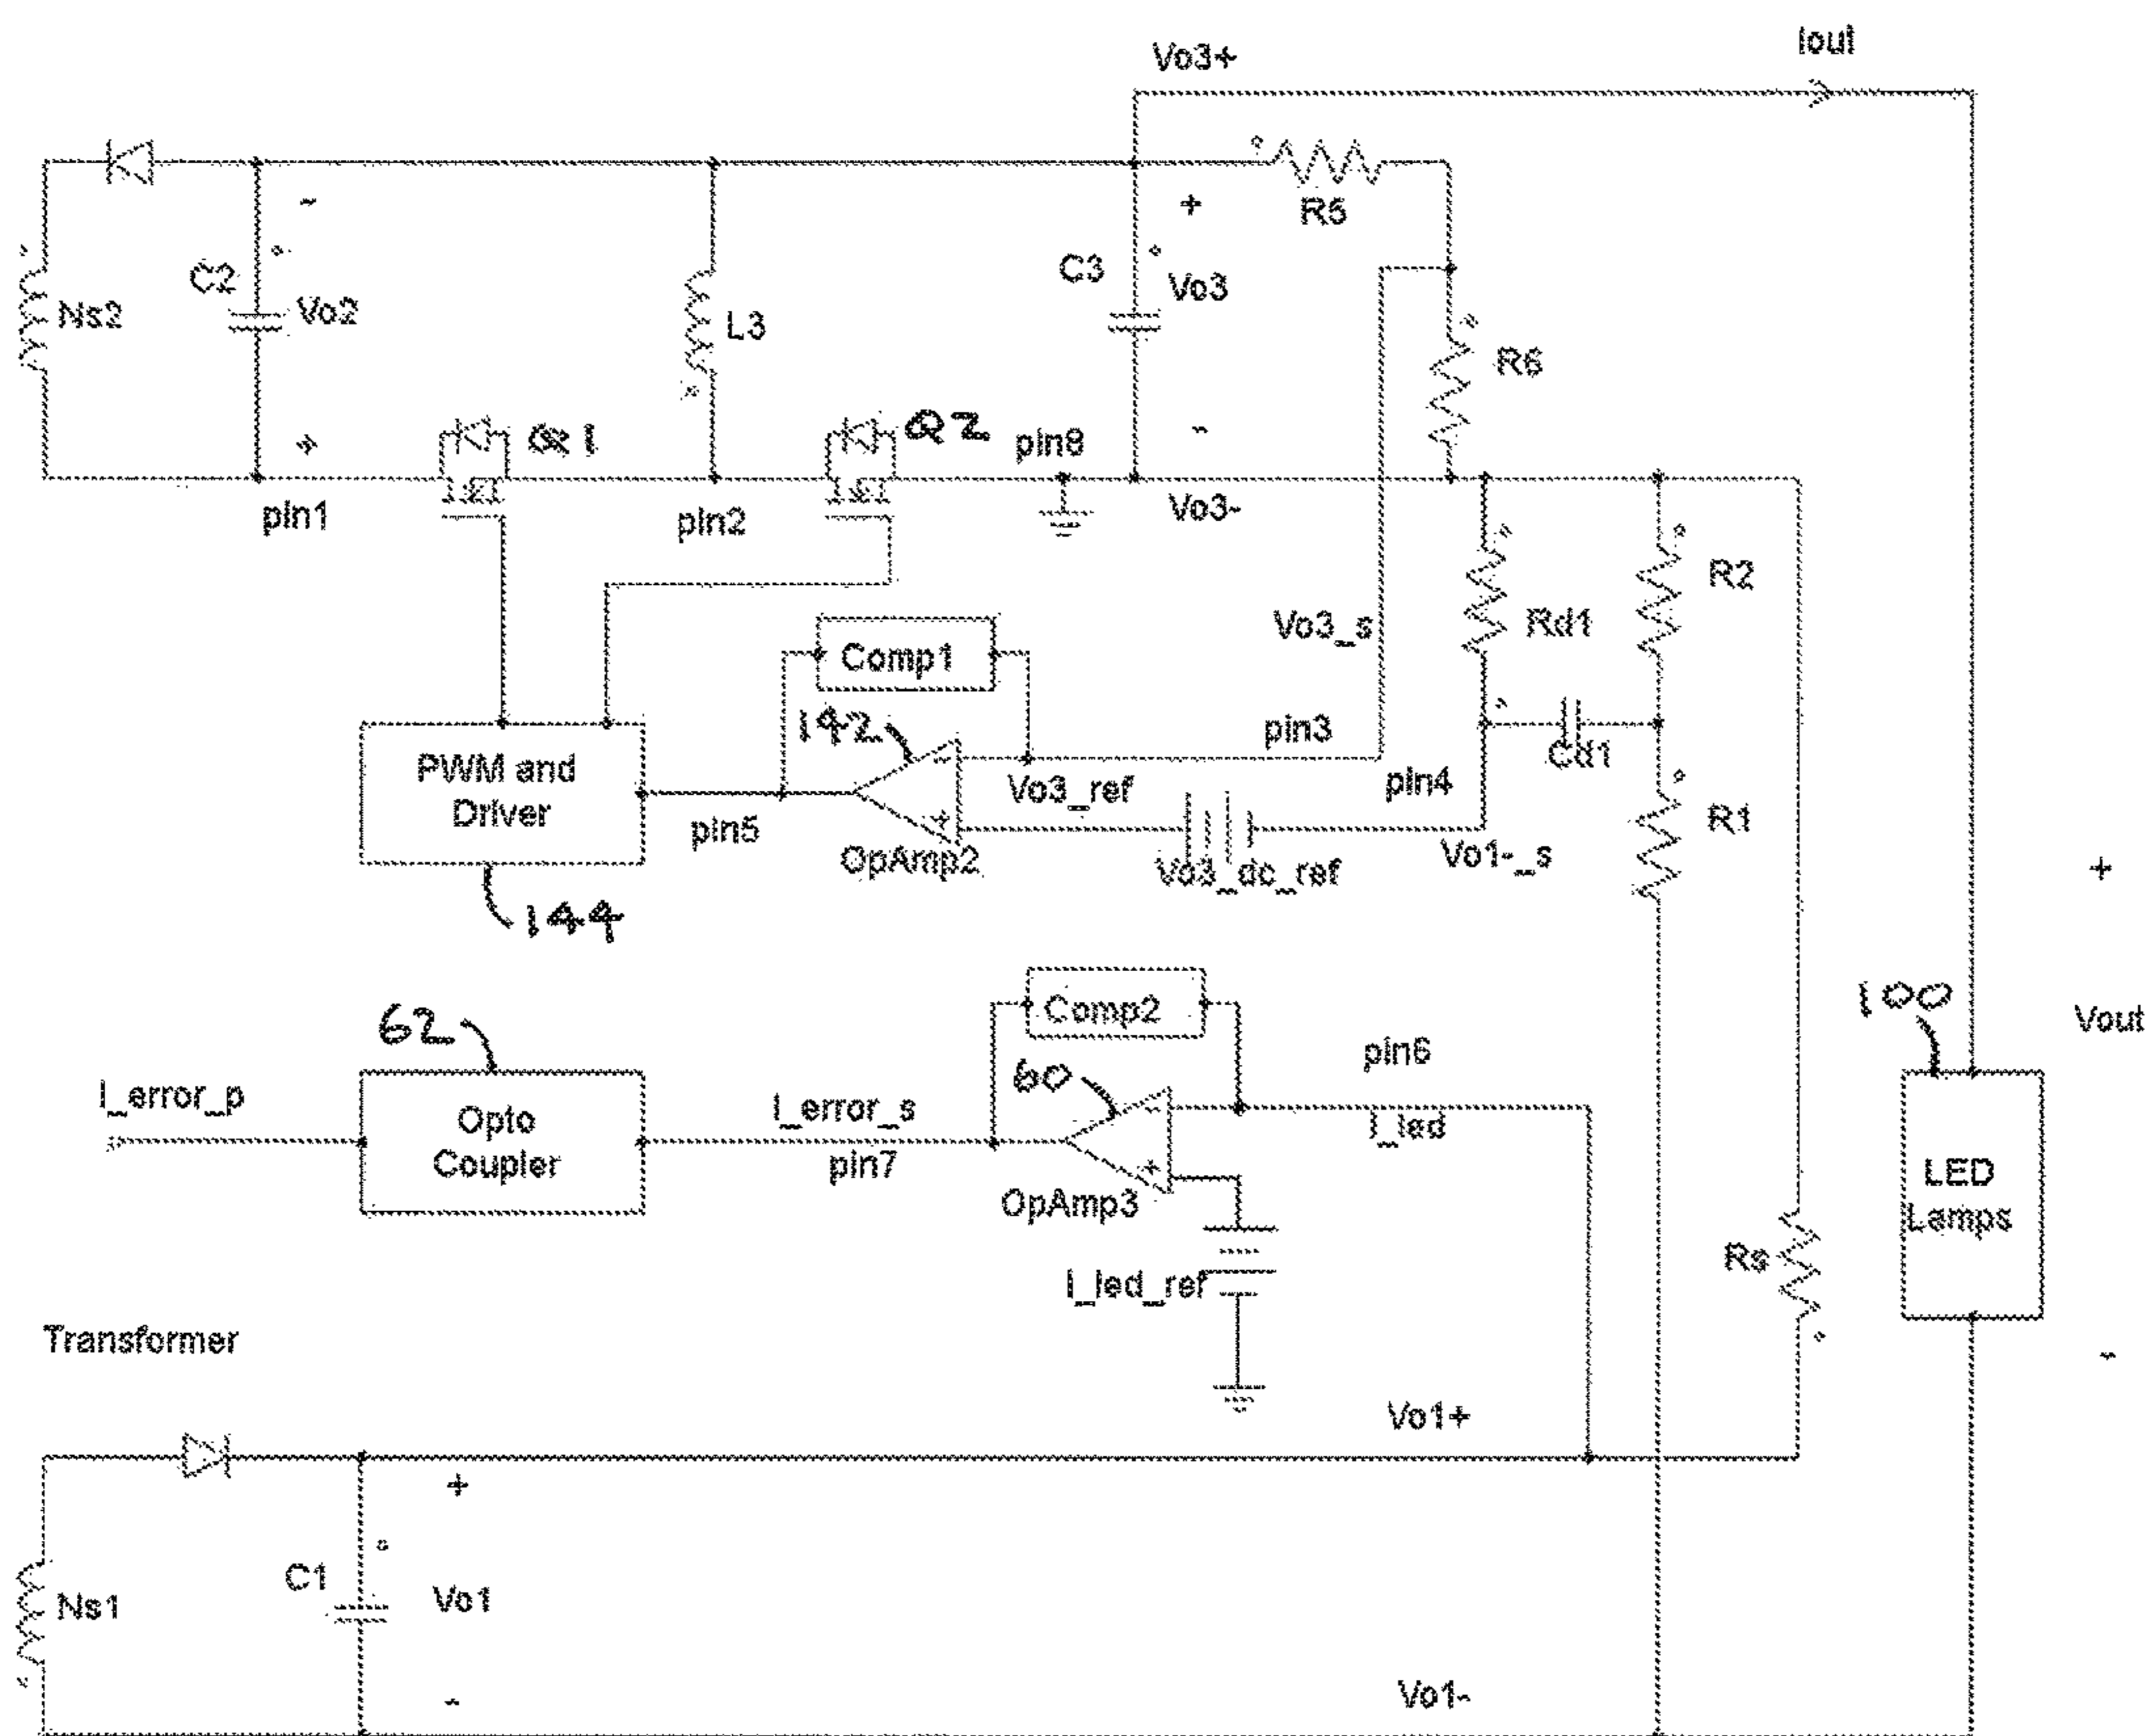 Iout
Vo3+
R5
-
+
C2
Vo2
Ns2
L3
C3
Vo3
R6
+
Q1
Q2
pin8
-
pin1
pin2
Vo3-
R2
Rd1
Vo3_s
Comp1
142
pin3
Cd1
PWM and
Driver
Vo3_ref
pin4
R1
pin5
OpAmp2
Vo3_dc_ref
Vo1-_s
+
144
Comp2
100
Vout
62
pin6
60
I_error_p
Opto
Coupler
I_error_s
I_led
pin7
LED
Lamps
OpAmp3
Rs
I_led_ref
Transformer
-
Vo1+
+
C1
Vo1
Ns1
-
Vo1-